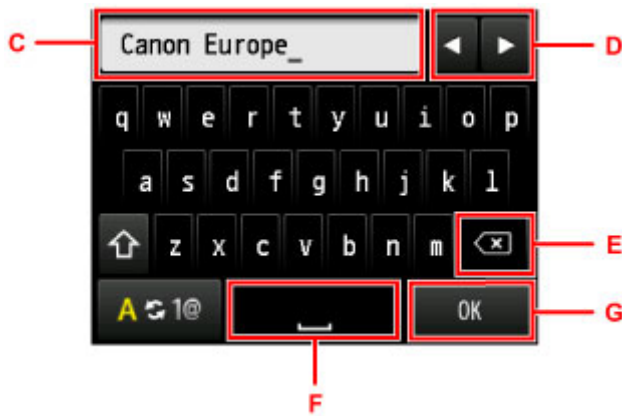 C Canon Europe_ D
q w e r t y u i o p
a s d f g h j k l
z x c v b n m E
A 1@ OK G
F